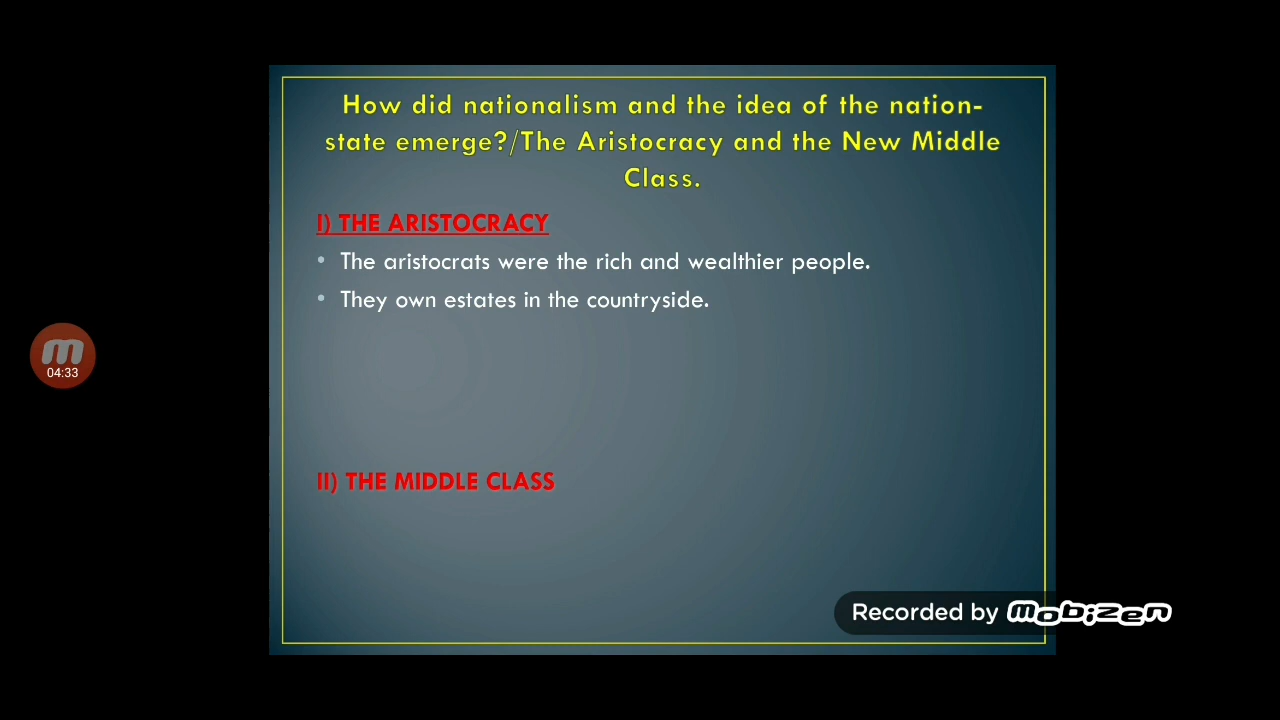 How did nationalism and the idea of the nation-
state emerge?/The Aristocracy and the New Middle
Class.
I) THE ARISTOCRACY
• The aristocrats were the rich and wealthier people.
• They own estates in the countryside.
04:33
II) THE MIDDLE CLASS
Recorded by mobizen